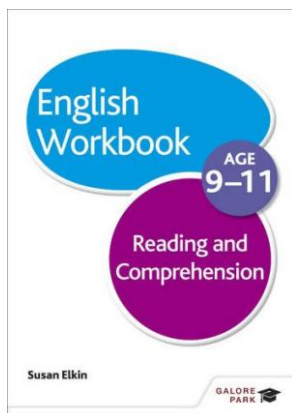 English
Workbook
AGE
9–11
Reading and
Comprehension
Susan Elkin
GALORE
PARK